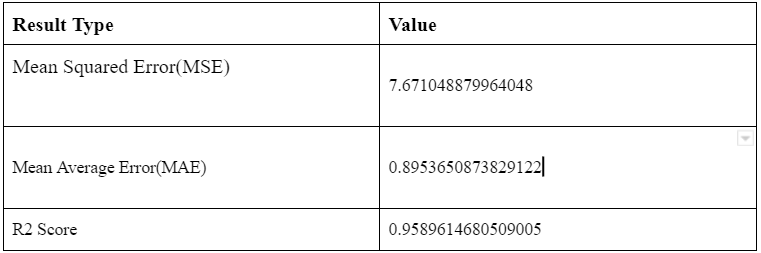 Result Type Value
Mean Squared Error(MSE)
7.671048879964048
Mean Average Error(MAE) 0.8953650873829122
R2 Score 0.9589614680509005